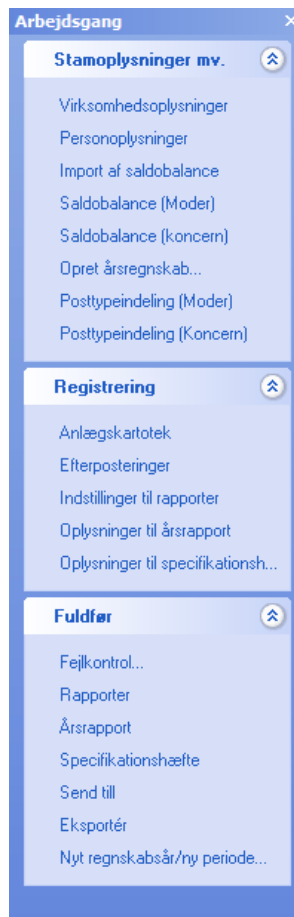 Arbejdsgang
Stamoplysninger mv.
Virksomhedsoplysninger
Personoplysninger
Import af saldobalance
Saldobalance (Moder)
Saldobalance (koncern)
Opret årsregnskab...
Posttypeindeling (Moder)
Posttypeindeling (Koncern)
Registrering
Anlægskartotek
Efterposteringer
Indstillinger til rapporter
Oplysninger til årsrapport
Oplysninger til specifikationsh...
Fuldfør
Fejlkontrol...
Rapporter
Årsrapport
Specifikationshæfte
Send till
Eksportér
Nyt regnskabsår/ny periode...